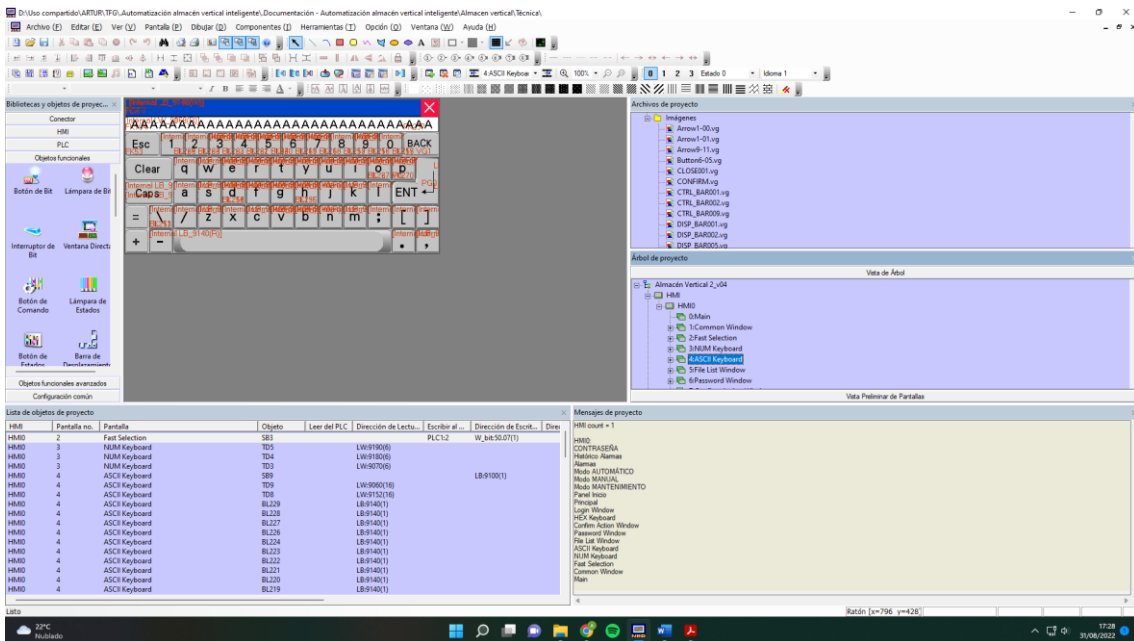 D:\Uso compartido\ARTUR\TFG\.Automatización almacén vertical inteligente\.Documentación - Automatización almacén vertical inteligente\Almacen vertical\Técnica\
Archivo (F) Editar (E) Ver (V) Pantalla (P) Dibujar (D) Componentes (I) Herramientas (T) Opción (O) Ventana (W) Ayuda (H)
4.ASCII Keyboar 100% 0 1 2 3 Estado 0 Idioma 1
Bibliotecas y objetos de proyec...
Conector
HMI
PLC
Objetos funcionales
Botón de Bit Lámpara de Bit
Interruptor de Bit Ventana Directa
Botón de Comando Lámpara de Estados
Botón de Estados Barra de Desplazamiento
Objetos funcionales avanzados
Configuración común
AAAAAAAAAAAAAAAAAAAAAAAAAAAA
Esc 1 2 3 4 5 6 7 8 9 0 BACK
Clear q w e r t y u i o p
Caps a s d f g h j k l ENT
= \ / z x c v b n m ; [ ]
+ - . ,
LB_9140(R)
Archivos de proyecto
Imágenes
Arrow1-00.vg
Arrow1-01.vg
Arrow9-11.vg
Button6-05.vg
CLOSE001.vg
CONFIRM.vg
CTRL_BAR001.vg
CTRL_BAR002.vg
CTRL_BAR009.vg
DISP_BAR001.vg
DISP_BAR002.vg
DISP_BAR005.vg
Árbol de proyecto
Vista de Árbol
Almacén Vertical 2_v04
HMI
HMI0
0:Main
1:Common Window
2:Fast Selection
3:NUM Keyboard
4:ASCII Keyboard
5:File List Window
6:Password Window
Vista Preliminar de Pantallas
Lista de objetos de proyecto
HMI Pantalla no. Pantalla Objeto Leer del PLC Dirección de Lectu... Escribir al ... Dirección de Escrit... Direc
HMI0 2 Fast Selection SB3 PLC1:2 W_bit:50.07(1)
HMI0 3 NUM Keyboard TD5 LW:9190(6)
HMI0 3 NUM Keyboard TD4 LW:9180(6)
HMI0 3 NUM Keyboard TD3 LW:9070(6)
HMI0 4 ASCII Keyboard SB9 LB:9100(1)
HMI0 4 ASCII Keyboard TD9 LW:9060(16)
HMI0 4 ASCII Keyboard TD8 LW:9152(16)
HMI0 4 ASCII Keyboard BL229 LB:9140(1)
HMI0 4 ASCII Keyboard BL228 LB:9140(1)
HMI0 4 ASCII Keyboard BL227 LB:9140(1)
HMI0 4 ASCII Keyboard BL226 LB:9140(1)
HMI0 4 ASCII Keyboard BL224 LB:9140(1)
HMI0 4 ASCII Keyboard BL223 LB:9140(1)
HMI0 4 ASCII Keyboard BL222 LB:9140(1)
HMI0 4 ASCII Keyboard BL221 LB:9140(1)
HMI0 4 ASCII Keyboard BL220 LB:9140(1)
HMI0 4 ASCII Keyboard BL219 LB:9140(1)
Mensajes de proyecto
HMI count = 1
HMI0:
CONTRASEÑA
Histórico Alarmas
Alarmas
Modo AUTOMÁTICO
Modo MANUAL
Modo MANTENIMIENTO
Panel Inicio
Principal
Login Window
HEX Keyboard
Confirm Action Window
Password Window
File List Window
ASCII Keyboard
NUM Keyboard
Fast Selection
Common Window
Main
Listo
Ratón [x=796 y=428]
22°C
Nublado
17:28
31/08/2022